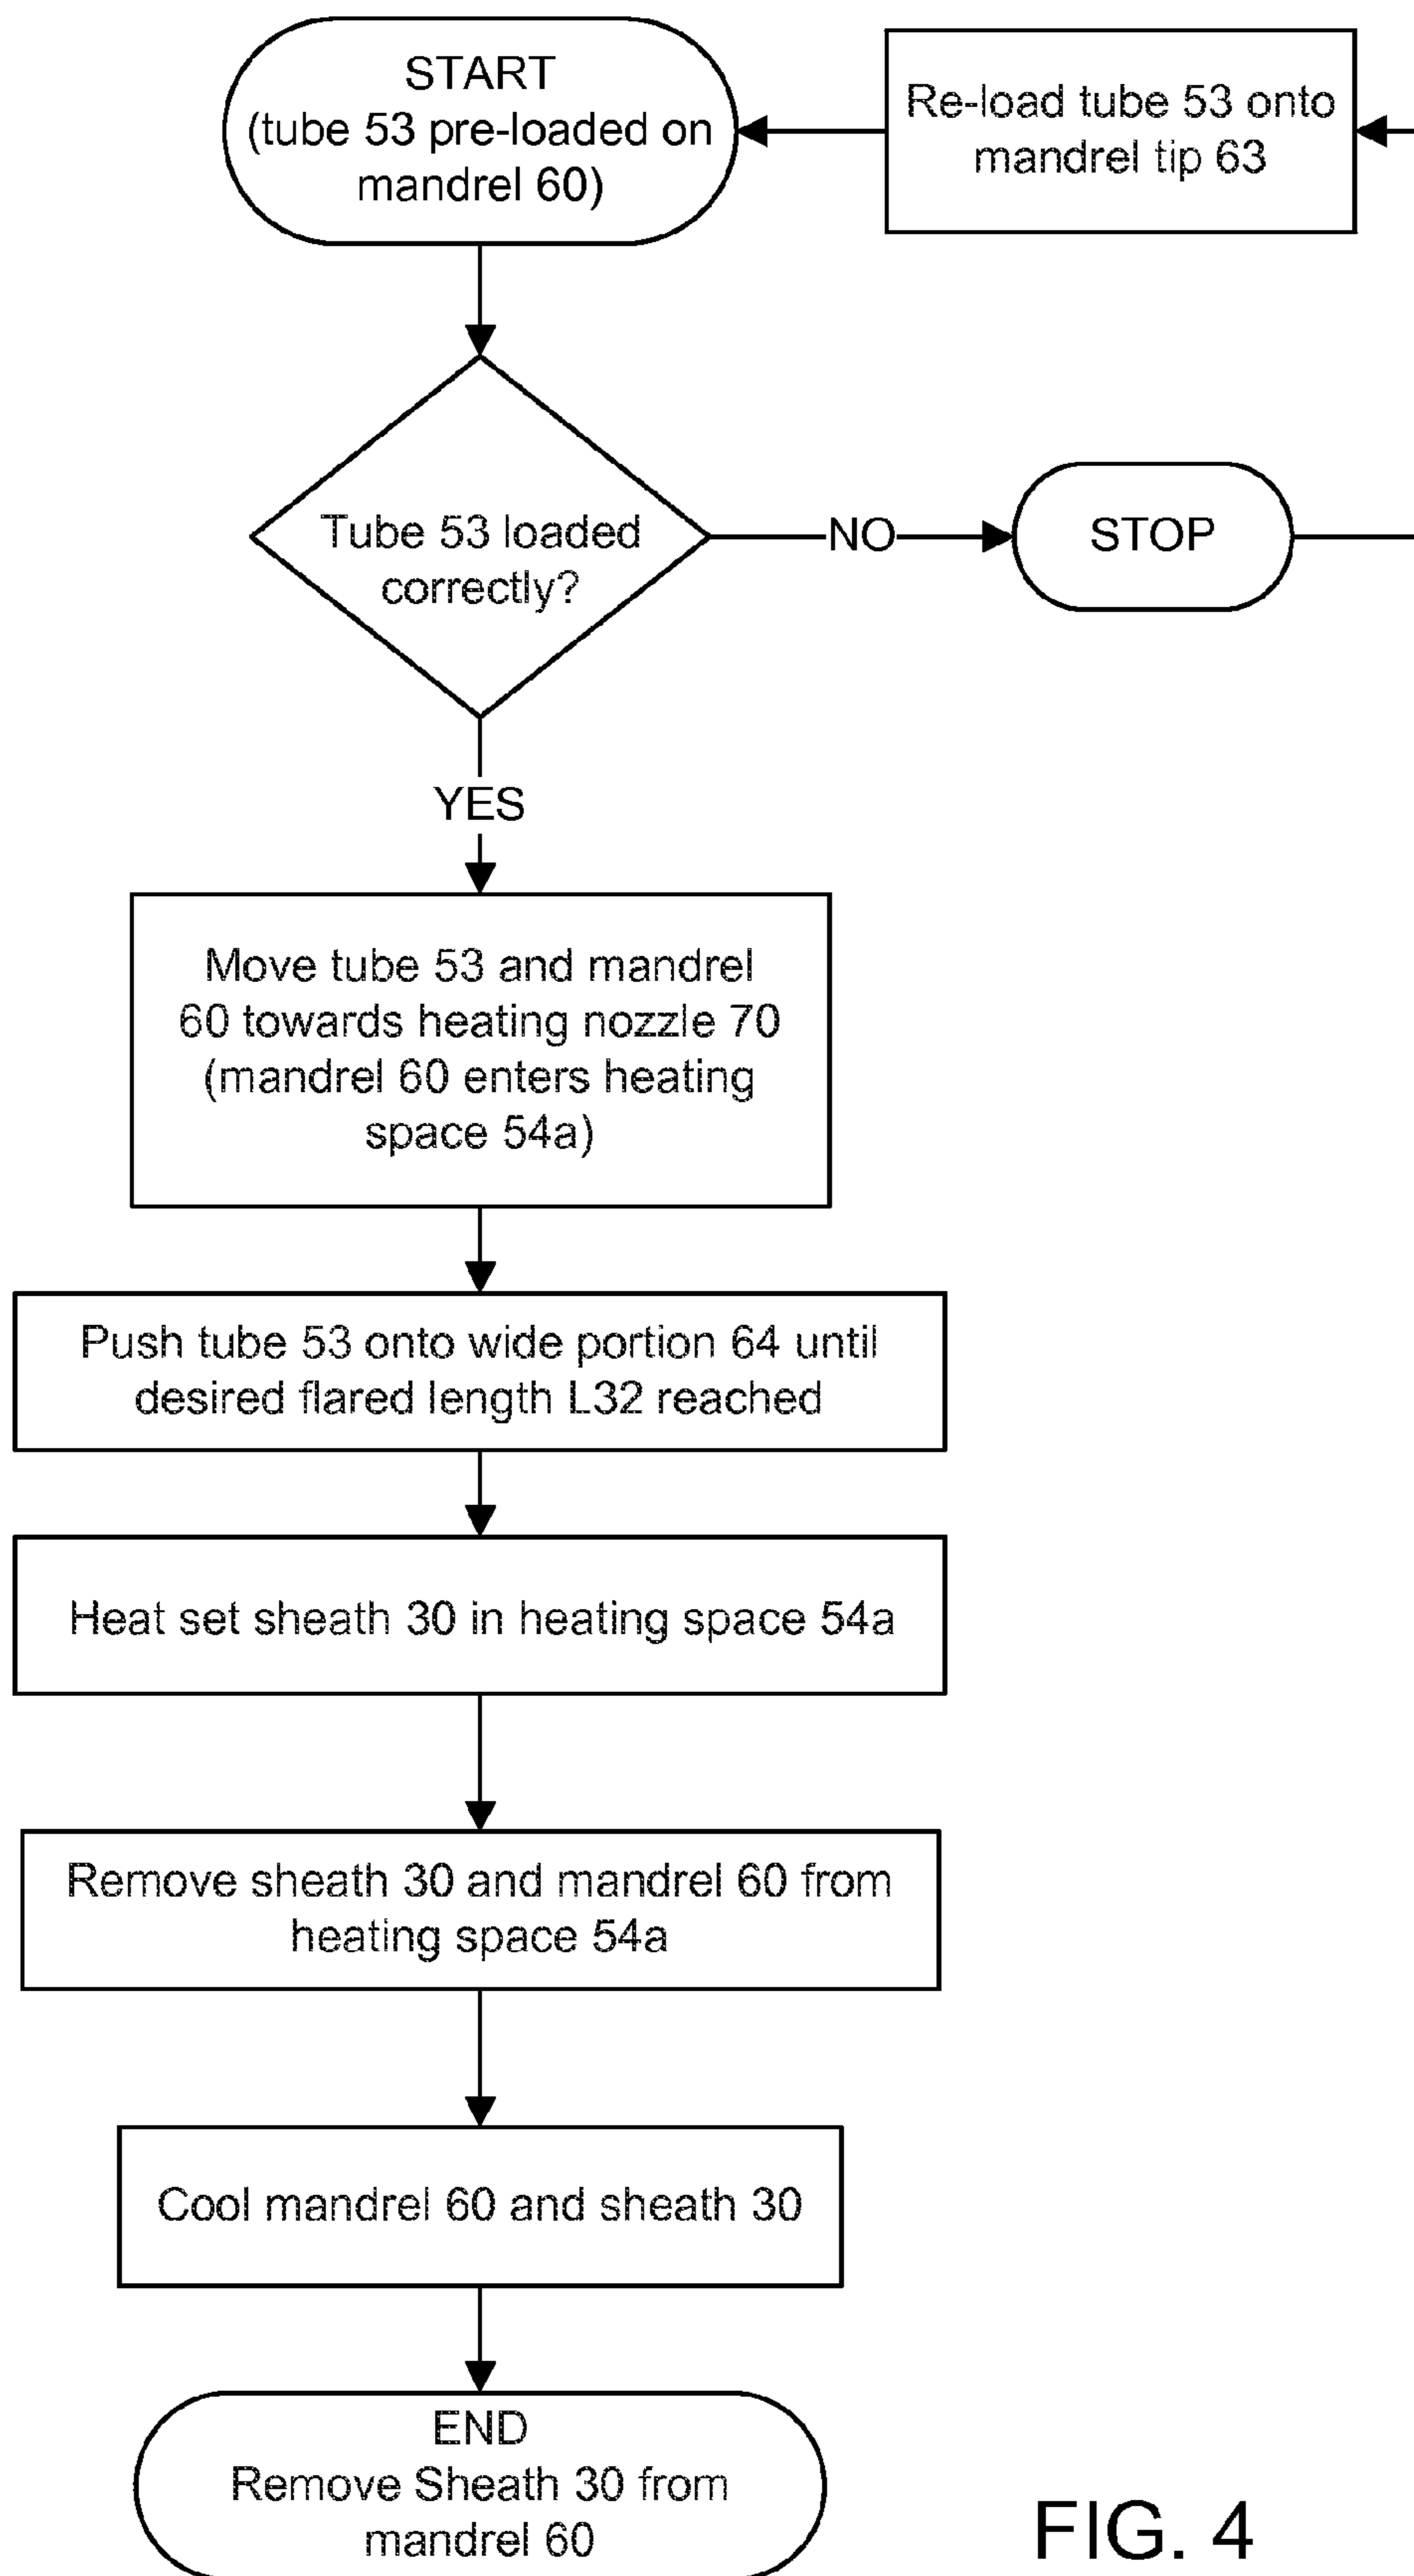 START
(tube 53 pre-loaded on
mandrel 60)
Re-load tube 53 onto
mandrel tip 63
Tube 53 loaded
correctly?
NO
STOP
YES
Move tube 53 and mandrel
60 towards heating nozzle 70
(mandrel 60 enters heating
space 54a)
Push tube 53 onto wide portion 64 until
desired flared length L32 reached
Heat set sheath 30 in heating space 54a
Remove sheath 30 and mandrel 60 from
heating space 54a
Cool mandrel 60 and sheath 30
END
Remove Sheath 30 from
mandrel 60
FIG. 4